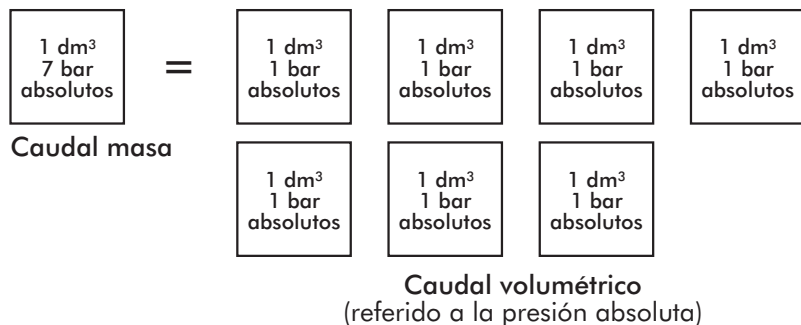 1 dm³
7 bar
absolutos
=
1 dm³
1 bar
absolutos
1 dm³
1 bar
absolutos
1 dm³
1 bar
absolutos
1 dm³
1 bar
absolutos
Caudal masa
1 dm³
1 bar
absolutos
1 dm³
1 bar
absolutos
1 dm³
1 bar
absolutos
Caudal volumétrico
(referido a la presión absoluta)